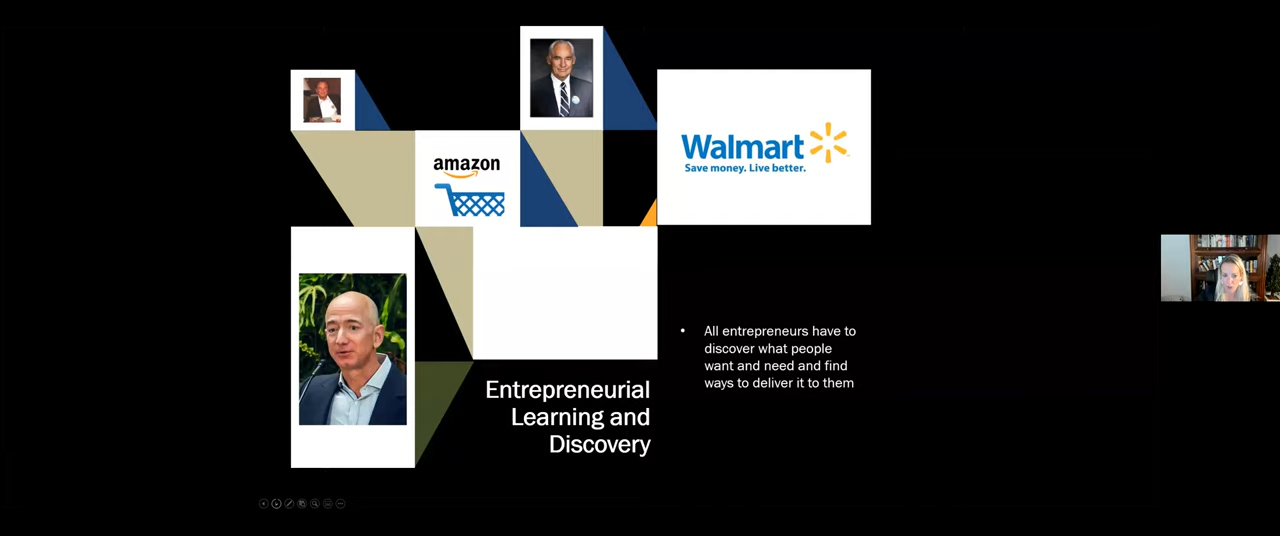 Walmart
Save money. Live better.
amazon
Entrepreneurial
Learning and
Discovery
• All entrepreneurs have to
discover what people
want and need and find
ways to deliver it to them